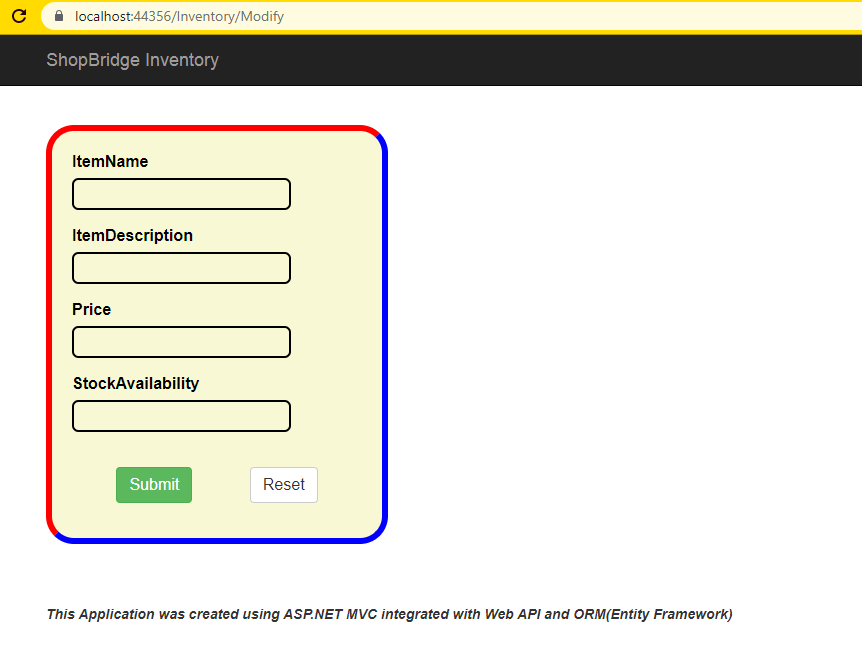 localhost:44356/Inventory/Modify
ShopBridge Inventory
ItemName
ItemDescription
Price
StockAvailability
Submit Reset
This Application was created using ASP.NET MVC integrated with Web API and ORM(Entity Framework)